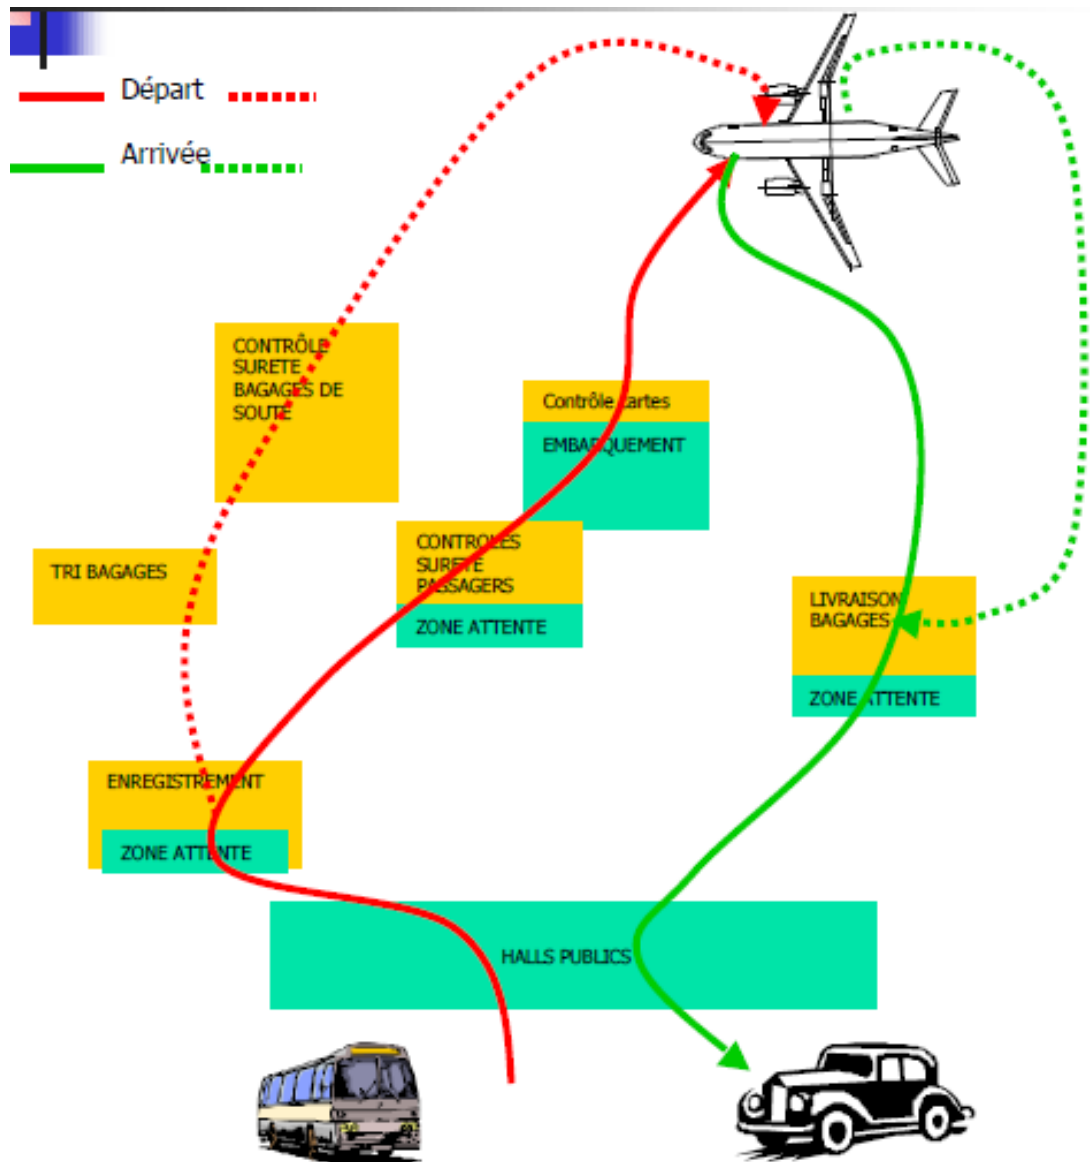 Départ
Arrivée
CONTRÔLE
SURETE
BAGAGES DE
SOUTE
Contrôle cartes
EMBARQUEMENT
CONTROLES
SURETE
PASSAGERS
ZONE ATTENTE
TRI BAGAGES
LIVRAISON
BAGAGES
ZONE ATTENTE
ENREGISTREMENT
ZONE ATTENTE
HALLS PUBLICS